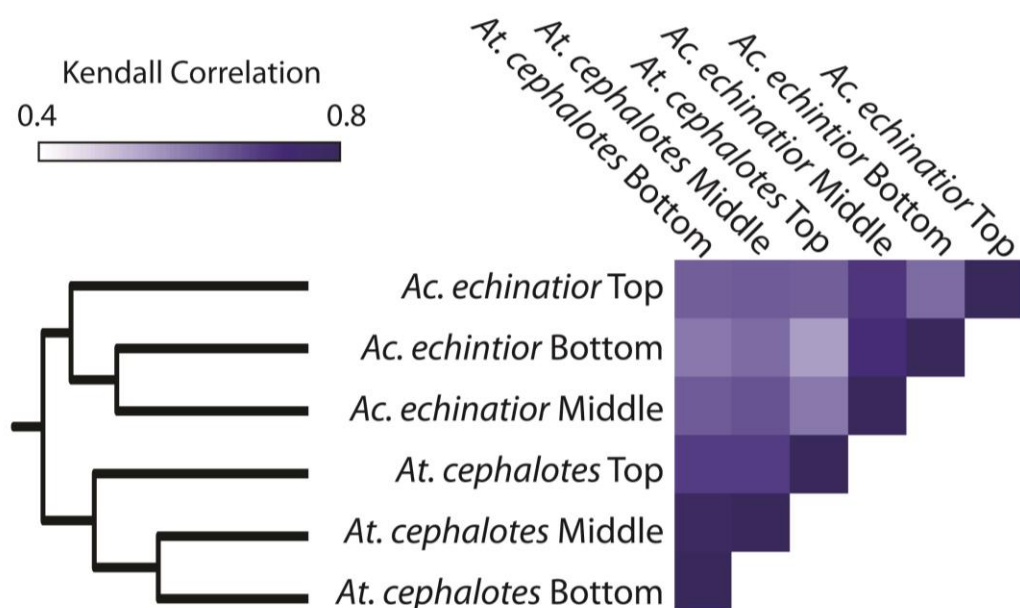 Kendall Correlation
0.4 0.8
At. cephalotes Bottom
At. cephalotes Middle
At. cephalotes Top
Ac. echinatior Middle
Ac. echintior Bottom
Ac. echinatior Top
Ac. echinatior Top
Ac. echintior Bottom
Ac. echinatior Middle
At. cephalotes Top
At. cephalotes Middle
At. cephalotes Bottom